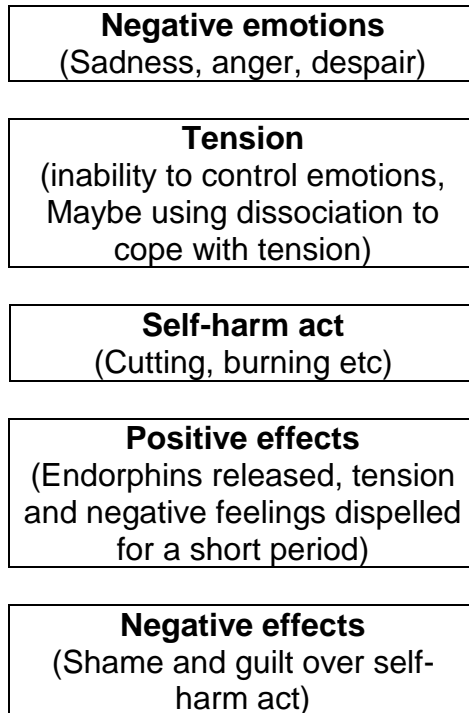 Negative emotions
(Sadness, anger, despair)
Tension
(inability to control emotions,
Maybe using dissociation to
cope with tension)
Self-harm act
(Cutting, burning etc)
Positive effects
(Endorphins released, tension
and negative feelings dispelled
for a short period)
Negative effects
(Shame and guilt over self-
harm act)